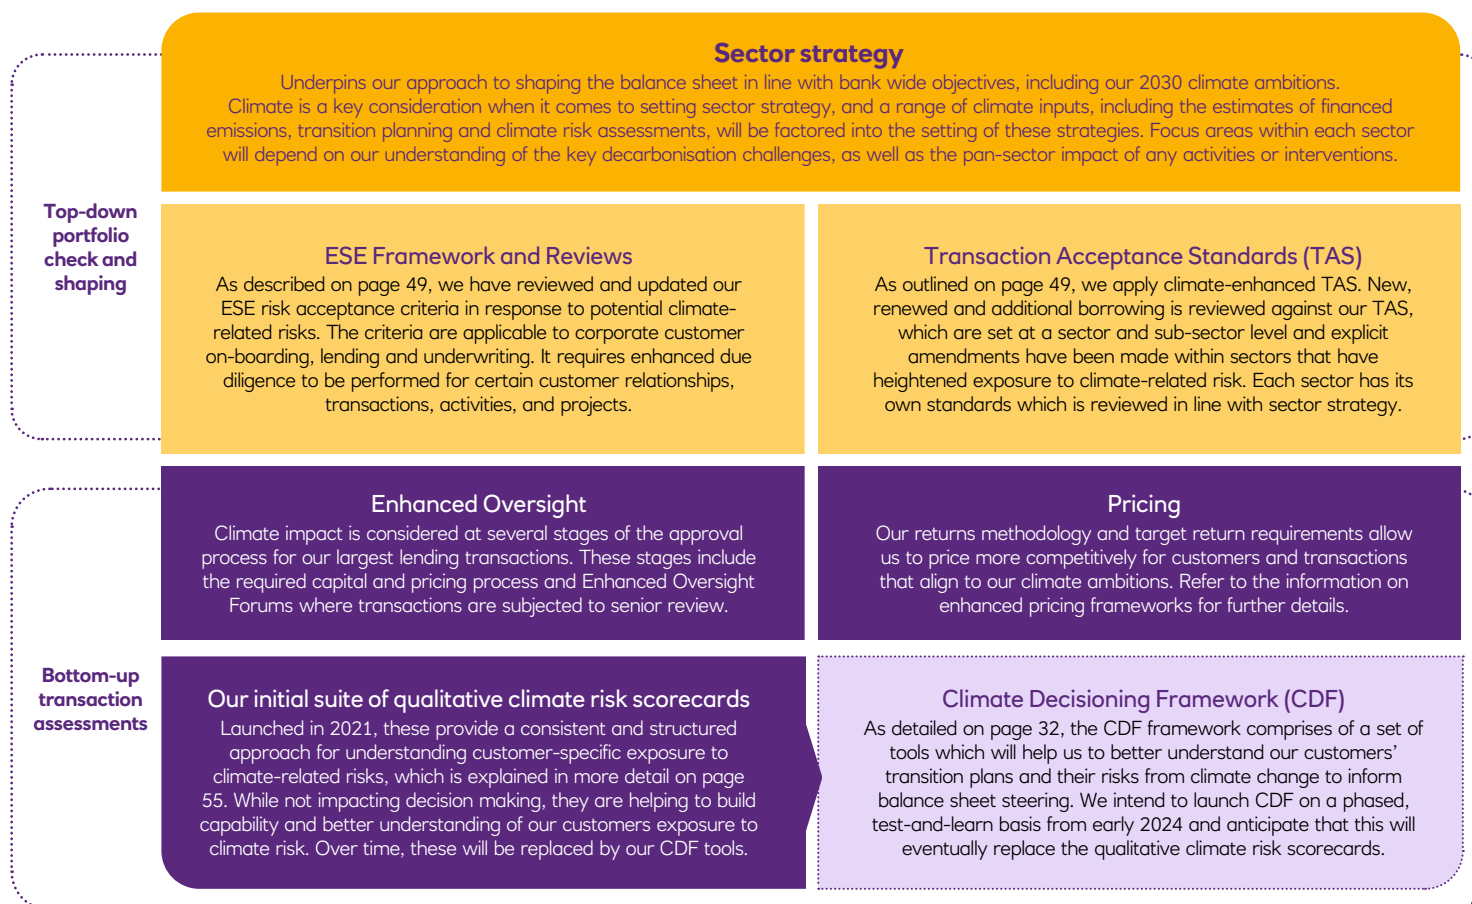 Sector strategy
Underpins our approach to shaping the balance sheet in line with bank wide objectives, including our 2030 climate ambitions.
Climate is a key consideration when it comes to setting sector strategy, and a range of climate inputs, including the estimates of financed
emissions, transition planning and climate risk assessments, will be factored into the setting of these strategies. Focus areas within each sector
will depend on our understanding of the key decarbonisation challenges, as well as the pan-sector impact of any activities or interventions.
Top-down
portfolio
check and
shaping
ESE Framework and Reviews
As described on page 49, we have reviewed and updated our
ESE risk acceptance criteria in response to potential climate-
related risks. The criteria are applicable to corporate customer
on-boarding, lending and underwriting. It requires enhanced due
diligence to be performed for certain customer relationships,
transactions, activities, and projects.
Transaction Acceptance Standards (TAS)
As outlined on page 49, we apply climate-enhanced TAS. New,
renewed and additional borrowing is reviewed against our TAS,
which are set at a sector and sub-sector level and explicit
amendments have been made within sectors that have
heightened exposure to climate-related risk. Each sector has its
own standards which is reviewed in line with sector strategy.
Bottom-up
transaction
assessments
Enhanced Oversight
Climate impact is considered at several stages of the approval
process for our largest lending transactions. These stages include
the required capital and pricing process and Enhanced Oversight
Forums where transactions are subjected to senior review.
Pricing
Our returns methodology and target return requirements allow
us to price more competitively for customers and transactions
that align to our climate ambitions. Refer to the information on
enhanced pricing frameworks for further details.
Our initial suite of qualitative climate risk scorecards
Launched in 2021, these provide a consistent and structured
approach for understanding customer-specific exposure to
climate-related risks, which is explained in more detail on page
55. While not impacting decision making, they are helping to build
capability and better understanding of our customers exposure to
climate risk. Over time, these will be replaced by our CDF tools.
Climate Decisioning Framework (CDF)
As detailed on page 32, the CDF framework comprises of a set of
tools which will help us to better understand our customers’
transition plans and their risks from climate change to inform
balance sheet steering. We intend to launch CDF on a phased,
test-and-learn basis from early 2024 and anticipate that this will
eventually replace the qualitative climate risk scorecards.